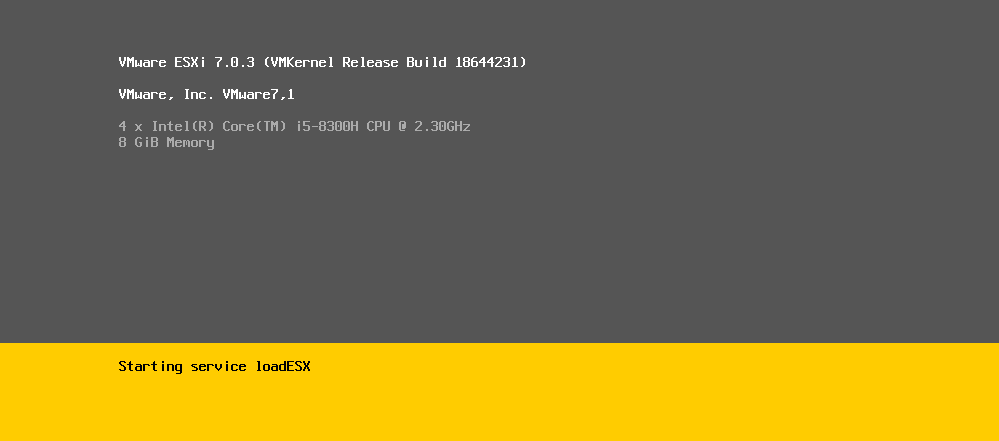 VMware ESXi 7.0.3 (VMKernel Release Build 18644231)
VMware, Inc. VMware7,1
4 x Intel(R) Core(TM) i5-8300H CPU @ 2.30GHz
8 GiB Memory
Starting service loadESX